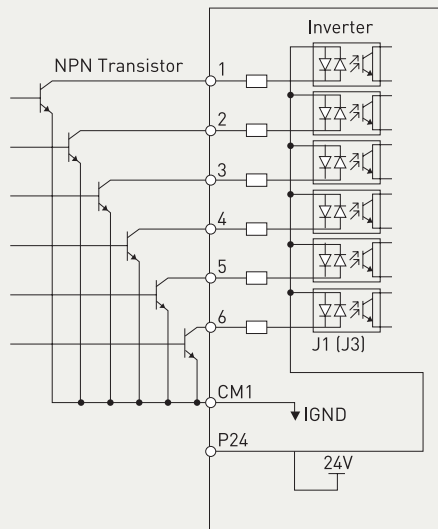 Inverter
NPN Transistor
1
2
3
4
5
6
J1 (J3)
CM1
IGND
P24
24V